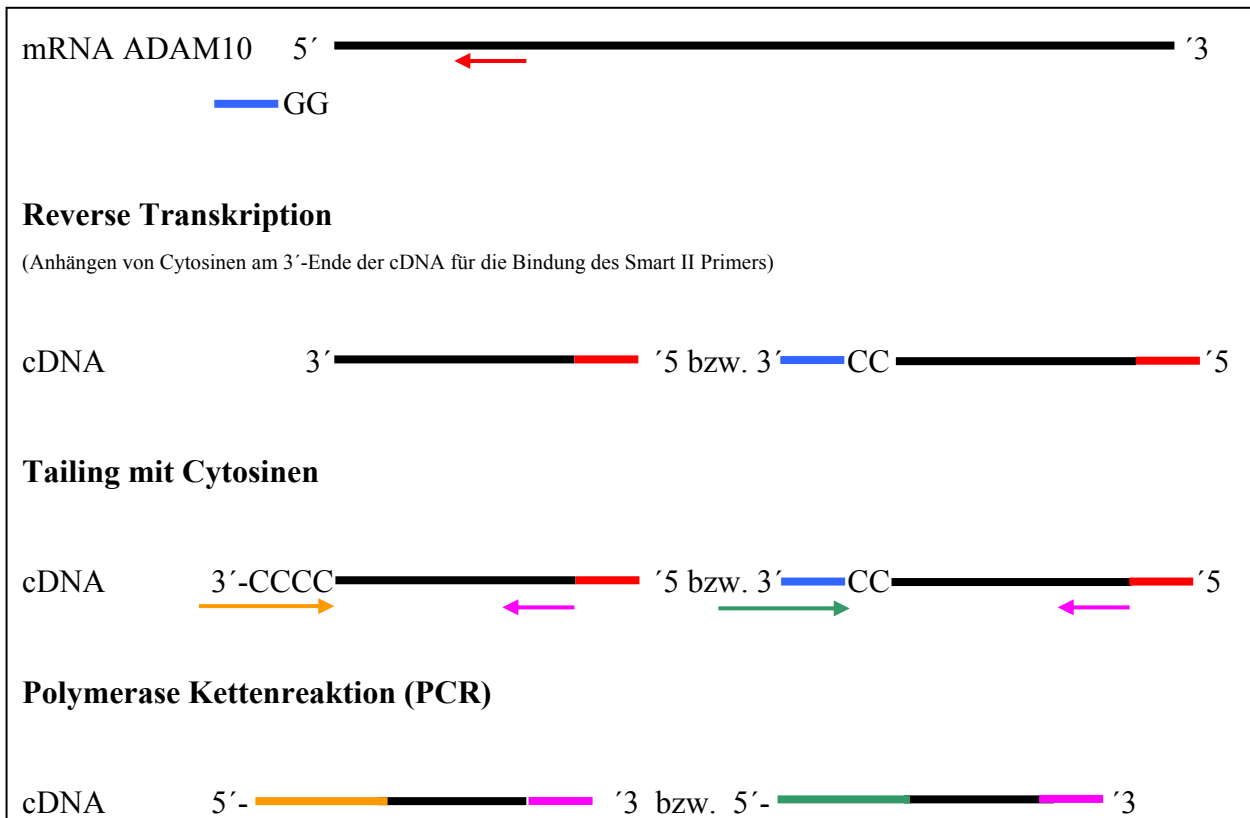 mRNA ADAM10 5´ ´3
GG
Reverse Transkription
(Anhängen von Cytosinen am 3´-Ende der cDNA für die Bindung des Smart II Primers)
cDNA 3´ ´5 bzw. 3´ CC ´5
Tailing mit Cytosinen
cDNA 3´-CCCC ´5 bzw. 3´ CC ´5
Polymerase Kettenreaktion (PCR)
cDNA 5´- ´3 bzw. 5´- ´3